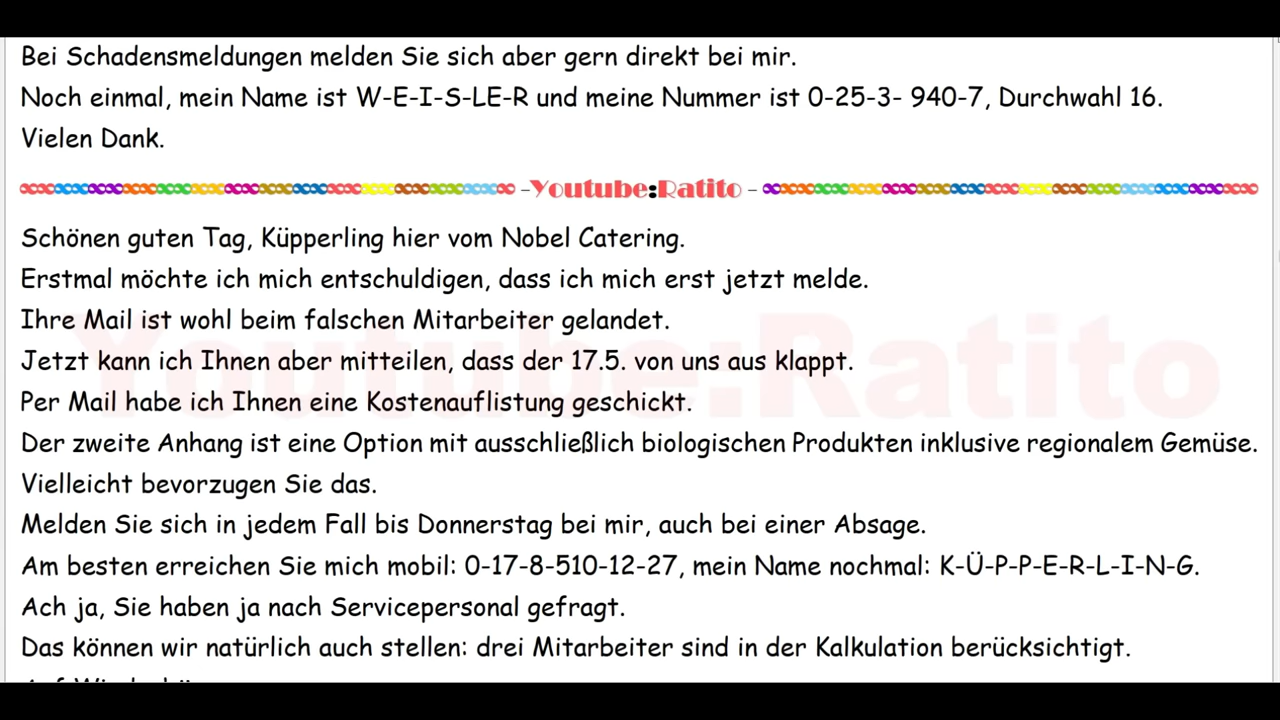 Bei Schadensmeldungen melden Sie sich aber gern direkt bei mir.
Noch einmal, mein Name ist W-E-I-S-LE-R und meine Nummer ist 0-25-3- 940-7, Durchwahl 16.
Vielen Dank.
–Youtube:Ratito –
Schönen guten Tag, Küpperling hier vom Nobel Catering.
Erstmal möchte ich mich entschuldigen, dass ich mich erst jetzt melde.
Ihre Mail ist wohl beim falschen Mitarbeiter gelandet.
Jetzt kann ich Ihnen aber mitteilen, dass der 17.5. von uns aus klappt.
Youtube:Ratito
Per Mail habe ich Ihnen eine Kostenauflistung geschickt.
Der zweite Anhang ist eine Option mit ausschließlich biologischen Produkten inklusive regionalem Gemüse.
Vielleicht bevorzugen Sie das.
Melden Sie sich in jedem Fall bis Donnerstag bei mir, auch bei einer Absage.
Am besten erreichen Sie mich mobil: 0-17-8-510-12-27, mein Name nochmal: K-Ü-P-P-E-R-L-I-N-G.
Ach ja, Sie haben ja nach Servicepersonal gefragt.
Das können wir natürlich auch stellen: drei Mitarbeiter sind in der Kalkulation berücksichtigt.